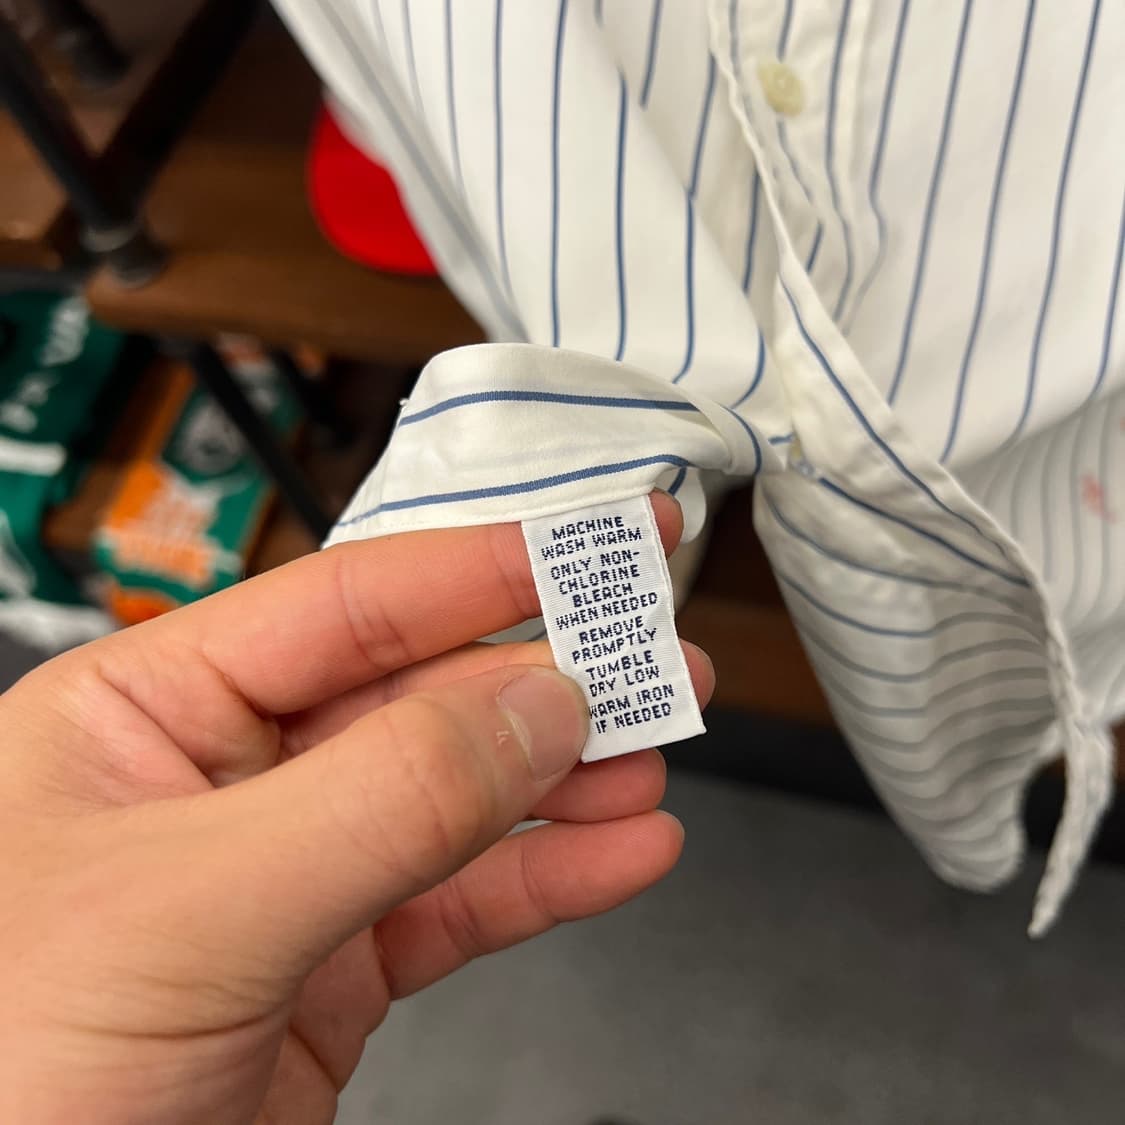 MACHINE
WASH WARM
ONLY NON-
CHLORINE
BLEACH
WHEN NEEDED
REMOVE
PROMPTLY
TUMBLE
DRY LOW
WARM IRON
IF NEEDED